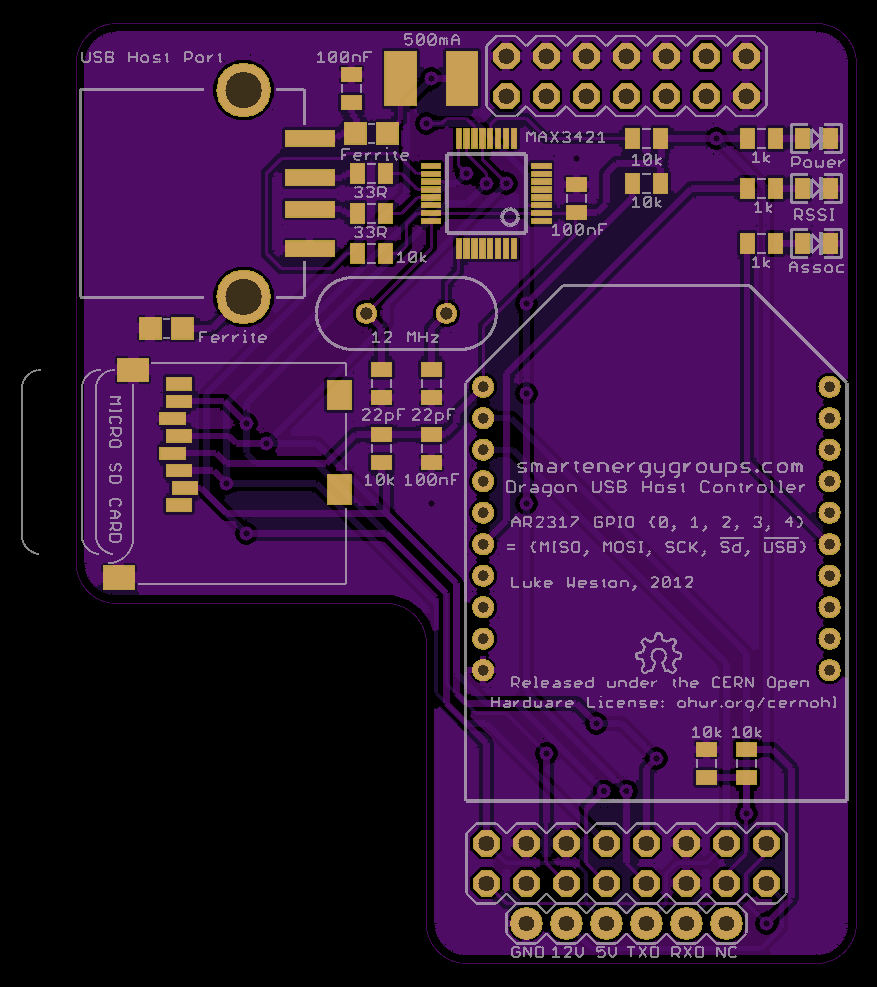 500mA
USB Host Port
100nF
MAX3421
Ferrite
10k
1k
Power
33R
10k
1k
RSSI
33R
100nF
10k
1k
Assoc
Ferrite
12 MHz
MICRO SD CARD
22pF 22pF
10k 100nF
smartenergygroups.com
Dragon USB Host Controller
AR2317 GPIO (0, 1, 2, 3, 4)
= (MISO, MOSI, SCK, Sd, USB)
Luke Weston, 2012
Released under the CERN Open
Hardware License: ohwr.org/cernohl
10k 10k
GND 12V 5V TXD RXD NC